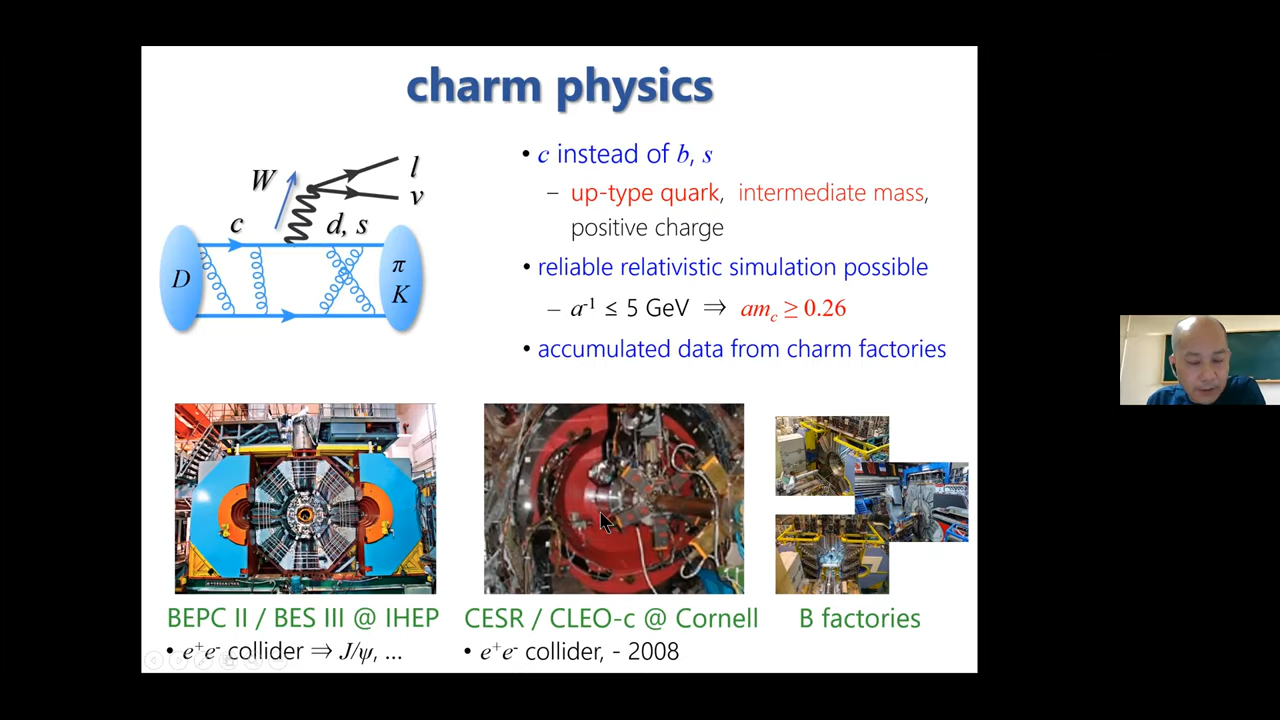 charm physics
W
l
ν
c
d, s
D
π
K
• c instead of b, s
– up-type quark, intermediate mass,
positive charge
• reliable relativistic simulation possible
– a⁻¹ ≤ 5 GeV ⇒ amc ≥ 0.26
• accumulated data from charm factories
BEPC II / BES III @ IHEP
• e⁺e⁻ collider ⇒ J/ψ, ...
CESR / CLEO-c @ Cornell
• e⁺e⁻ collider, - 2008
B factories